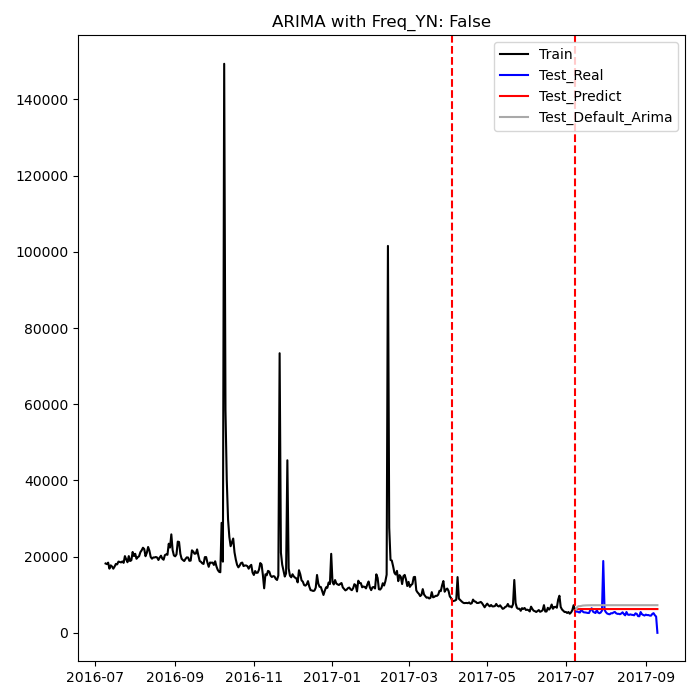 ARIMA with Freq_YN: False
Train
Test_Real
Test_Predict
Test_Default_Arima
140000
120000
100000
80000
60000
40000
20000
0
2016-07 2016-09 2016-11 2017-01 2017-03 2017-05 2017-07 2017-09